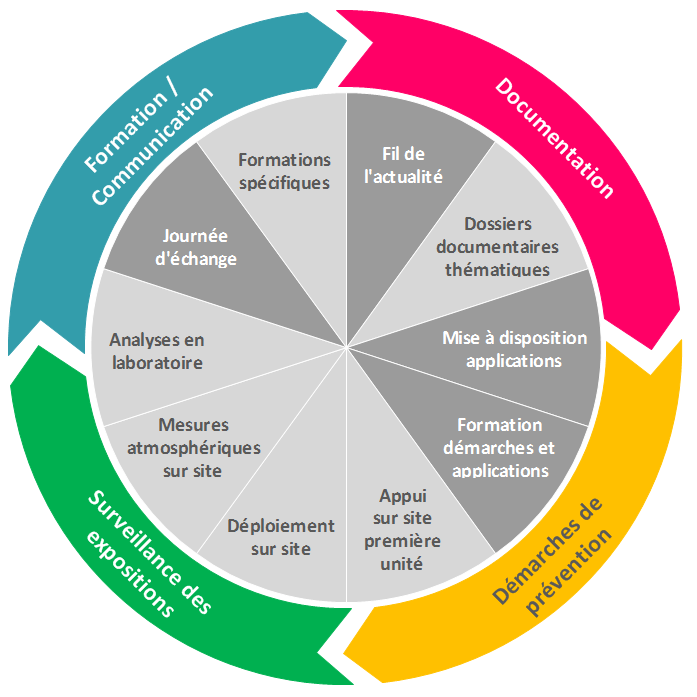 Formation /
Communication
Documentation
Démarches de
prévention
Surveillance des
expositions
Fil de
l'actualité
Dossiers
documentaires
thématiques
Mise à disposition
applications
Formation
démarches et
applications
Appui
sur site
première
unité
Déploiement
sur site
Mesures
atmosphériques
sur site
Analyses en
laboratoire
Journée
d'échange
Formations
spécifiques